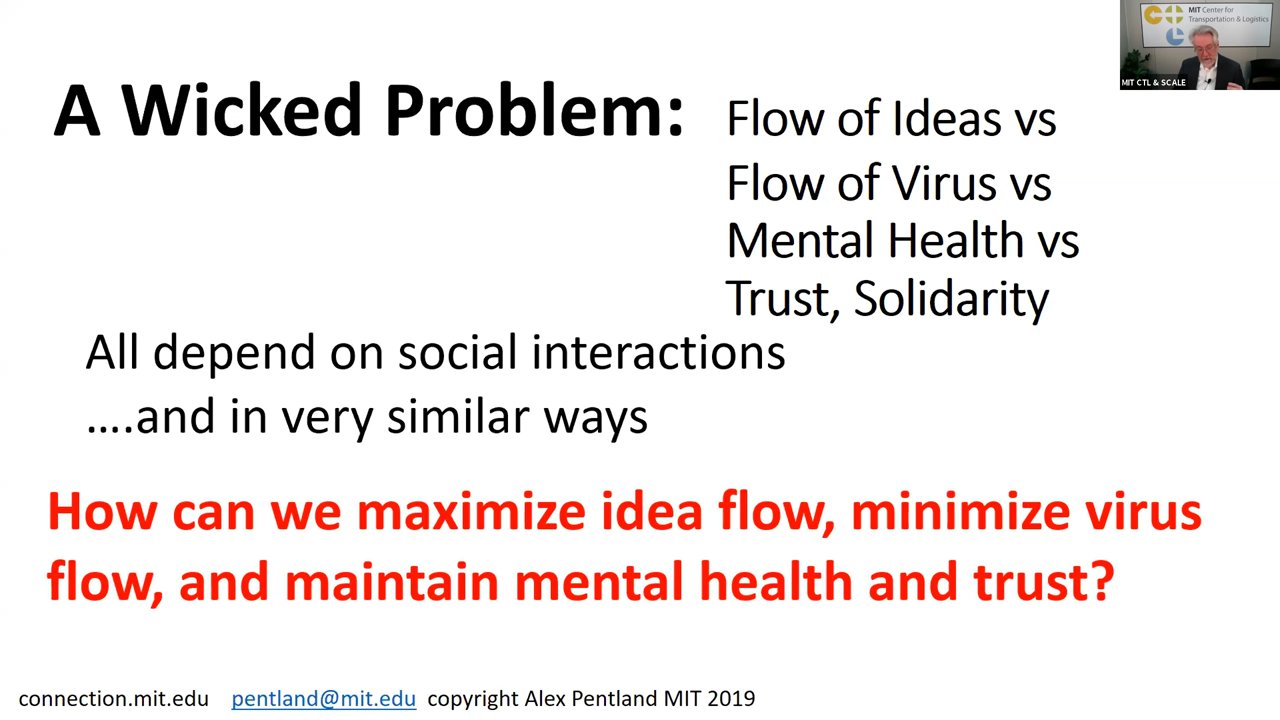 A Wicked Problem:
Flow of Ideas vs
Flow of Virus vs
Mental Health vs
Trust, Solidarity
All depend on social interactions
….and in very similar ways
How can we maximize idea flow, minimize virus
flow, and maintain mental health and trust?
connection.mit.edu pentland@mit.edu copyright Alex Pentland MIT 2019
MIT Center for
Transportation & Logistics
MIT CTL & SCALE